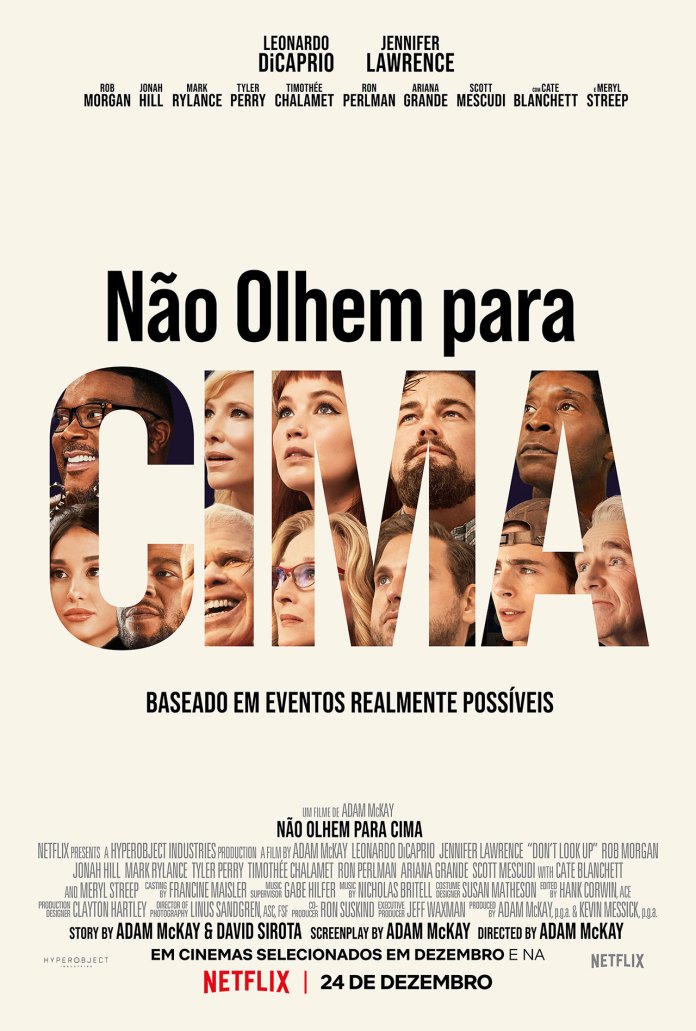 LEONARDO DiCAPRIO JENNIFER LAWRENCE
ROB MORGAN JONAH HILL MARK RYLANCE TYLER PERRY TIMOTHÉE CHALAMET RON PERLMAN ARIANA GRANDE SCOTT MESCUDI COM CATE BLANCHETT E MERYL STREEP
Não Olhem para
CIMA
BASEADO EM EVENTOS REALMENTE POSSÍVEIS
UM FILME DE ADAM McKAY
NÃO OLHEM PARA CIMA
NETFLIX PRESENTS A HYPEROBJECT INDUSTRIES PRODUCTION A FILM BY ADAM McKAY LEONARDO DiCAPRIO JENNIFER LAWRENCE "DON'T LOOK UP" ROB MORGAN
JONAH HILL MARK RYLANCE TYLER PERRY TIMOTHÉE CHALAMET RON PERLMAN ARIANA GRANDE SCOTT MESCUDI WITH CATE BLANCHETT
AND MERYL STREEP CASTING BY FRANCINE MAISLER MUSIC SUPERVISOR GABE HILFER MUSIC BY NICHOLAS BRITELL COSTUME DESIGNER SUSAN MATHESON EDITED BY HANK CORWIN, ACE
PRODUCTION DESIGNER CLAYTON HARTLEY DIRECTOR OF PHOTOGRAPHY LINUS SANDGREN, ASC, FSF CO-PRODUCER RON SUSKIND EXECUTIVE PRODUCER JEFF WAXMAN PRODUCED BY ADAM McKAY, p.g.a. & KEVIN MESSICK, p.g.a.
STORY BY ADAM McKAY & DAVID SIROTA SCREENPLAY BY ADAM McKAY DIRECTED BY ADAM McKAY
HYPEROBJECT INDUSTRIES
EM CINEMAS SELECIONADOS EM DEZEMBRO E NA
NETFLIX | 24 DE DEZEMBRO
NETFLIX